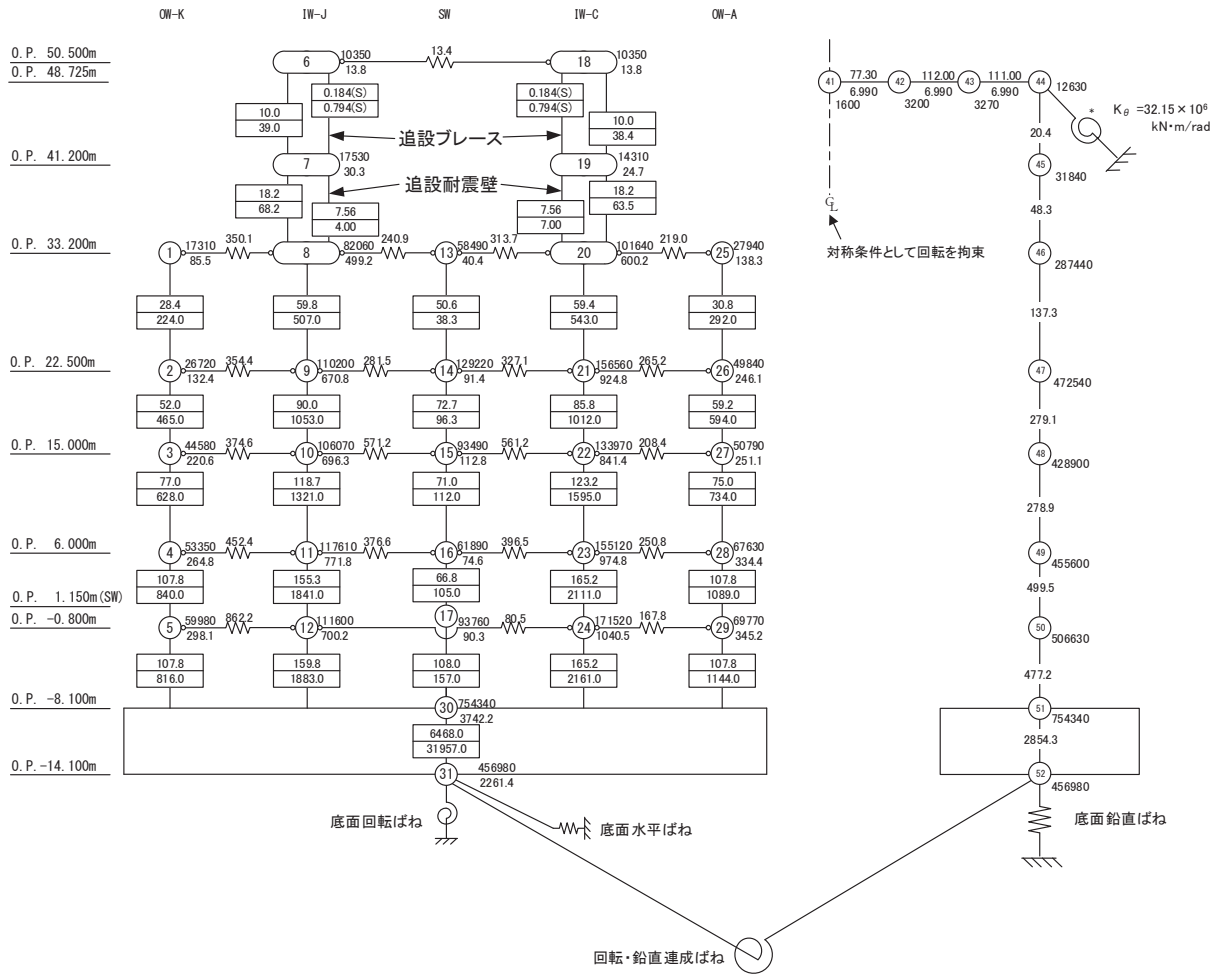 OW-K IW-J SW IW-C OW-A
O.P. 50.500m 6 10350 13.4 18 10350
O.P. 48.725m 13.8 13.8
0.184(S) 0.184(S)
0.794(S) 0.794(S)
10.0 10.0
39.0 38.4
追設ブレース
O.P. 41.200m 7 17530 19 14310
30.3 24.7
追設耐震壁
18.2 18.2
68.2 63.5
7.56 7.56
4.00 7.00
O.P. 33.200m 1 17310 350.1 8 82060 240.9 13 58490 313.7 20 101640 219.0 25 27940
85.5 499.2 40.4 600.2 138.3
28.4 59.8 50.6 59.4 30.8
224.0 507.0 38.3 543.0 292.0
O.P. 22.500m 2 26720 354.4 9 110200 281.5 14 129220 327.1 21 156560 265.2 26 49840
132.4 670.8 91.4 924.8 246.1
52.0 90.0 72.7 85.8 59.2
465.0 1053.0 96.3 1012.0 594.0
O.P. 15.000m 3 44580 374.6 10 106070 571.2 15 93490 561.2 22 133970 208.4 27 50790
220.6 696.3 112.8 841.4 251.1
77.0 118.7 71.0 123.2 75.0
628.0 1321.0 112.0 1595.0 734.0
O.P. 6.000m 4 53350 452.4 11 117610 376.6 16 61890 396.5 23 155120 250.8 28 67630
264.8 771.8 74.6 974.8 334.4
107.8 155.3 66.8 165.2 107.8
840.0 1841.0 105.0 2111.0 1089.0
O.P. 1.150m(SW) 17
O.P. -0.800m 5 59980 862.2 12 111600 93760 80.5 24 171520 167.8 29 69770
298.1 700.2 90.3 1040.5 345.2
107.8 159.8 108.0 165.2 107.8
816.0 1883.0 157.0 2161.0 1144.0
O.P. -8.100m 30 754340
3742.2
6468.0
31957.0
O.P.-14.100m 31 456980
2261.4
底面回転ばね
底面水平ばね
回転・鉛直連成ばね
41 77.30 42 112.00 43 111.00 44 12630
6.990 6.990 6.990
1600 3200 3270
* Kθ =32.15×10⁶
kN・m/rad
20.4
45 31840
48.3
CL
対称条件として回転を拘束
46 287440
137.3
47 472540
279.1
48 428900
278.9
49 455600
499.5
50 506630
477.2
51 754340
2854.3
52 456980
底面鉛直ばね